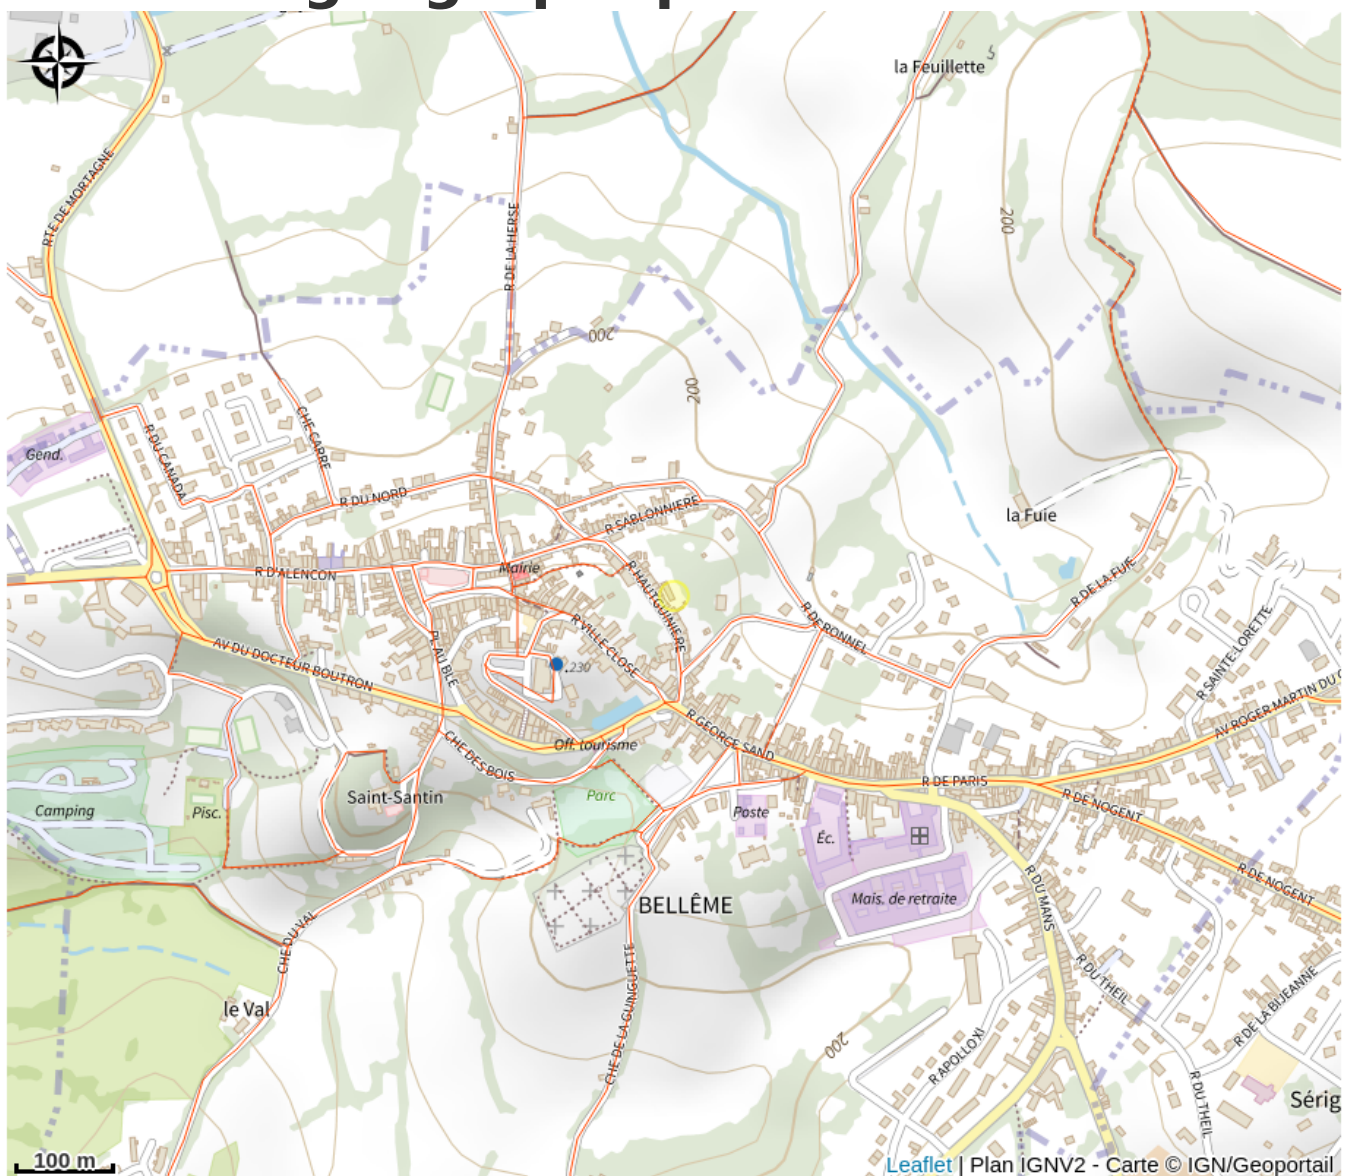 la Feuillette
RTE DE MORTAGNE
R DE LA HERSE
200
200
200
Gend.
R DU CANADA
CHE CARRE
R DU NORD
R SABLONNIERE
la Fuie
Mairie
R D'ALENCON
R HAUT GUINIERE
R DE LA FUIE
R DE RONNEL
R VILLE CLOSE
R SAINTE-LORETTE
AV DU DOCTEUR BOUTRON
PL AU BLE
.230
AV ROGER MARTIN DU
R GEORGE SAND
CHE DES BOIS
Off. tourisme
R DE PARIS
Saint-Santin
Parc
Camping
Pisc.
Poste
Éc.
R DE NOGENT
R DE NOGENT
Mais. de retraite
BELLÊME
R DU MANS
CHE DU VAL
CHE DE LA GUINGUETTE
R DU THEIL
le Val
R DE LA BIJEANNE
200
R APOLLO XI
R DU THEIL
Sérig
100 m
Leaflet | Plan IGNV2 - Carte © IGN/Geoportail